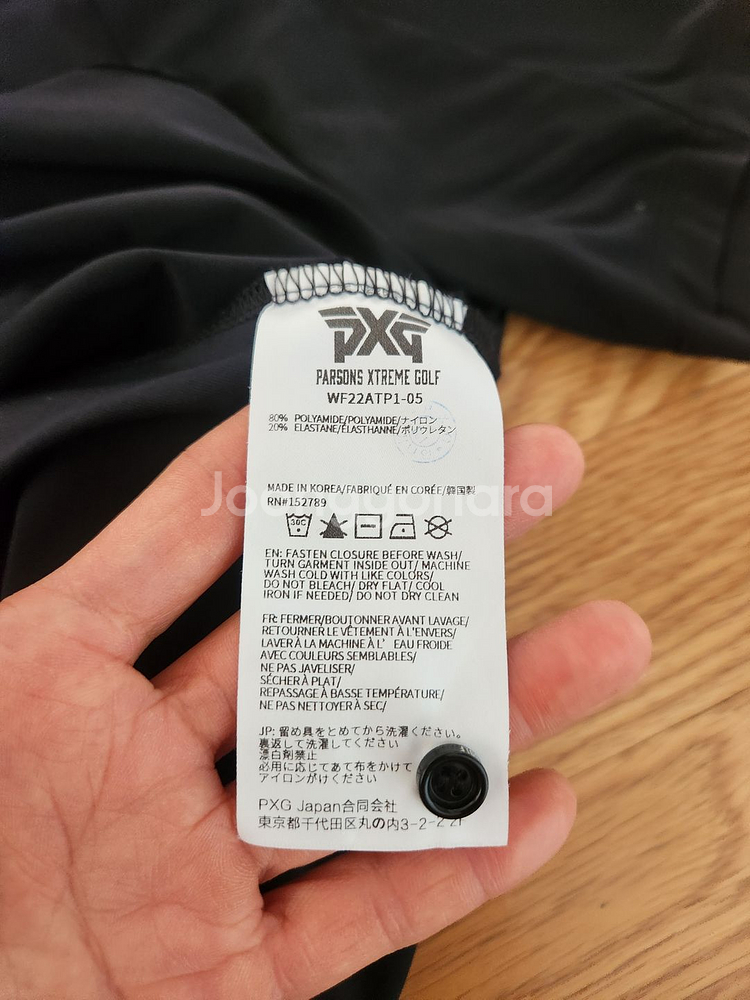 PXG
PARSONS XTREME GOLF
WF22ATP1-05
80% POLYAMIDE/POLYAMIDE/ナイロン
20% ELASTANE/ÉLASTHANNE/ポリウレタン
MADE IN KOREA/FABRIQUÉ EN CORÉE/韓国製
RN#152789
Joongonara
30C
EN: FASTEN CLOSURE BEFORE WASH/
TURN GARMENT INSIDE OUT/ MACHINE
WASH COLD WITH LIKE COLORS/
DO NOT BLEACH/ DRY FLAT/ COOL
IRON IF NEEDED/ DO NOT DRY CLEAN
FR: FERMER/BOUTONNER AVANT LAVAGE/
RETOURNER LE VÊTEMENT À L'ENVERS/
LAVER À LA MACHINE À L' EAU FROIDE
AVEC COULEURS SEMBLABLES/
NE PAS JAVELISER/
SÉCHER À PLAT/
REPASSAGE À BASSE TEMPÉRATURE/
NE PAS NETTOYER À SEC/
JP: 留め具をとめてから洗濯ください。
裏返して洗濯してください
漂白剤禁止
必用に応じてあて布をかけて
アイロンがけください
PXG Japan合同会社
東京都千代田区丸の内3-2-2 2F